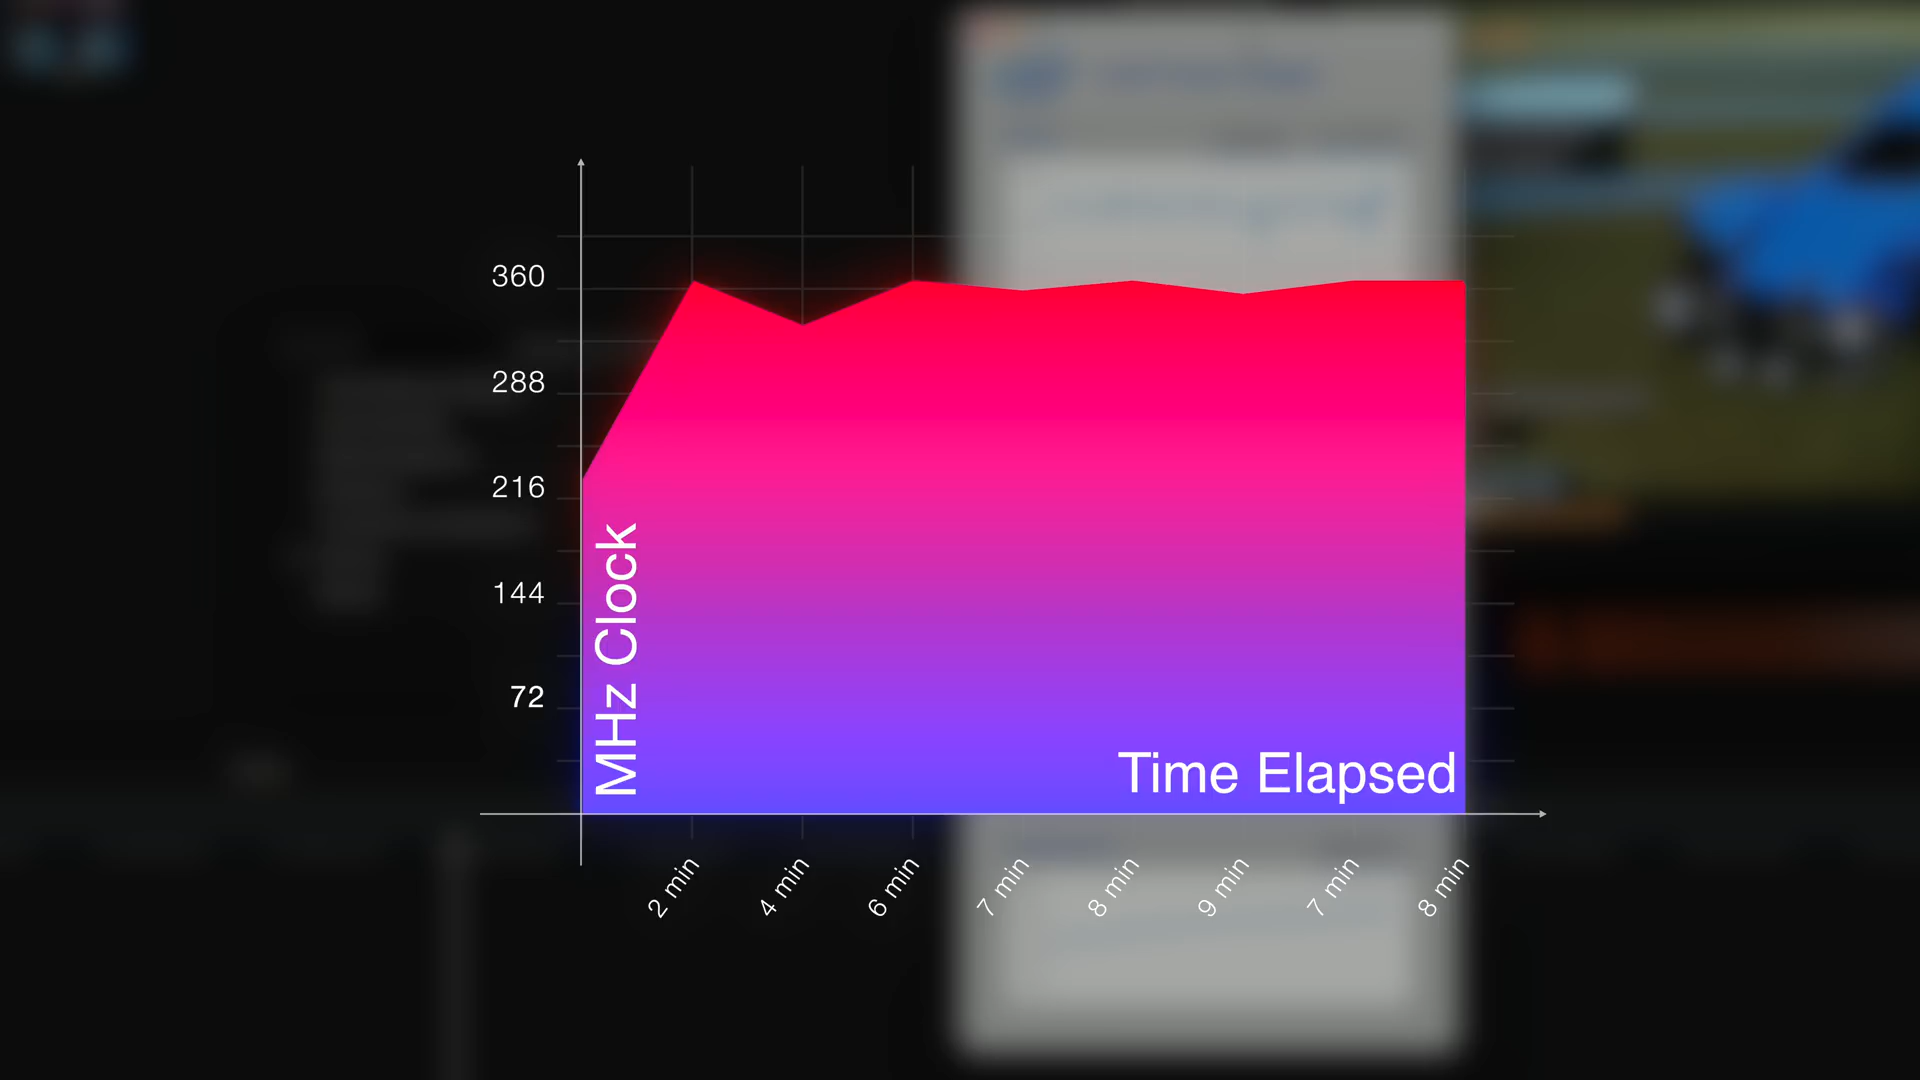 360
288
216
144
72
MHz Clock
Time Elapsed
2 min
4 min
6 min
7 min
8 min
9 min
7 min
8 min